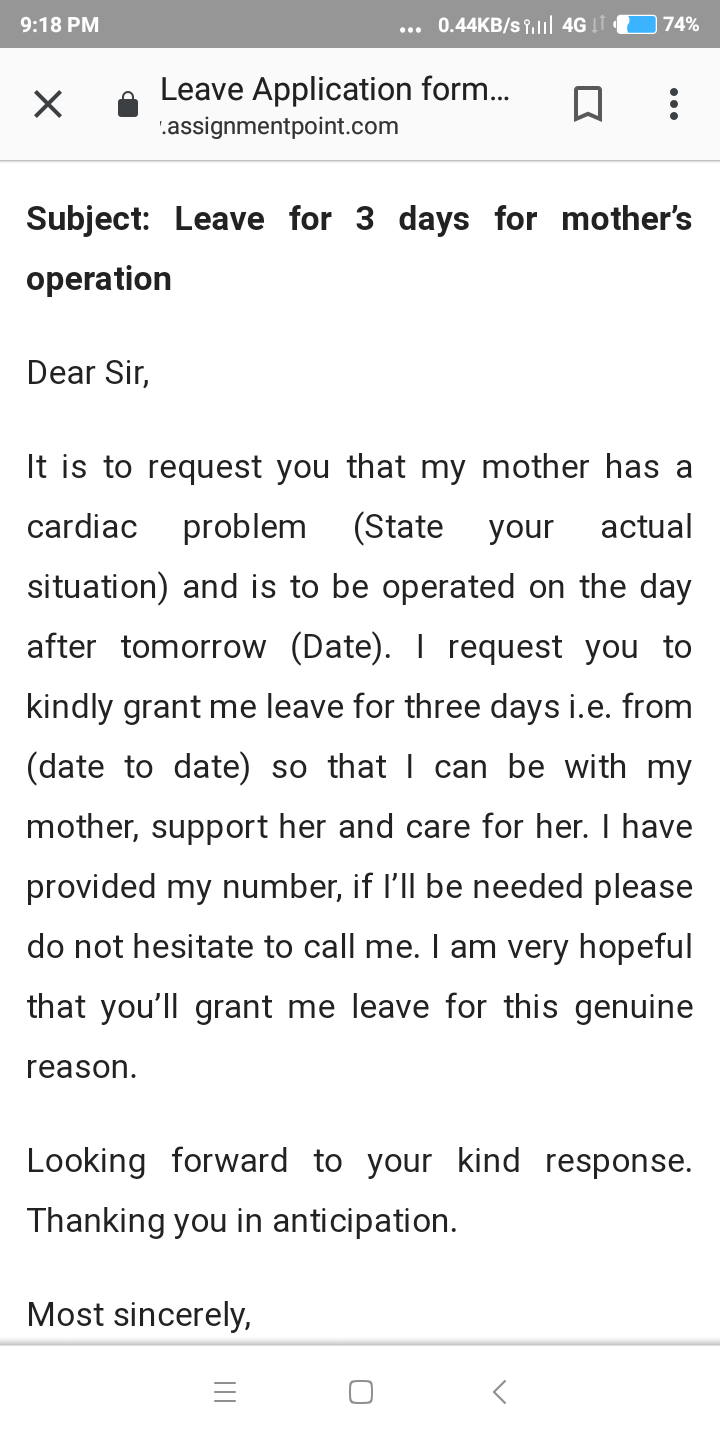 9:18 PM ... 0.44KB/s 4G 74%
Leave Application form...
.assignmentpoint.com
Subject: Leave for 3 days for mother's
operation
Dear Sir,
It is to request you that my mother has a
cardiac problem (State your actual
situation) and is to be operated on the day
after tomorrow (Date). I request you to
kindly grant me leave for three days i.e. from
(date to date) so that I can be with my
mother, support her and care for her. I have
provided my number, if I'll be needed please
do not hesitate to call me. I am very hopeful
that you'll grant me leave for this genuine
reason.
Looking forward to your kind response.
Thanking you in anticipation.
Most sincerely,